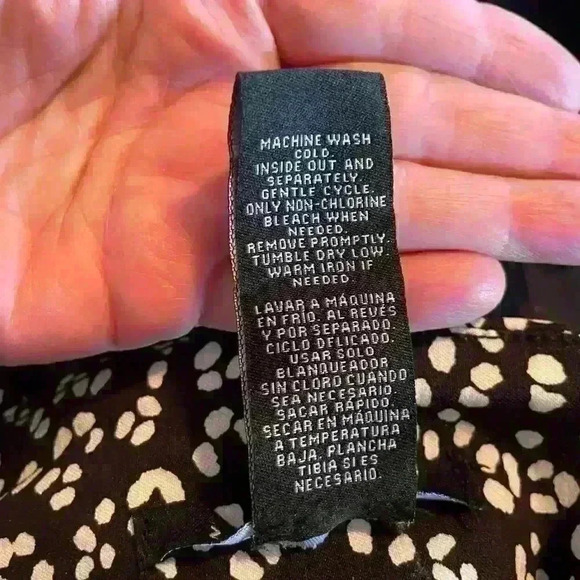 MACHINE WASH
COLD.
INSIDE OUT AND
SEPARATELY.
GENTLE CYCLE.
ONLY NON-CHLORINE
BLEACH WHEN
NEEDED.
REMOVE PROMPTLY.
TUMBLE DRY LOW.
WARM IRON IF
NEEDED.
LAVAR A MÁQUINA
EN FRÍO. AL REVÉS
Y POR SEPARADO.
CICLO DELICADO.
USAR SOLO
BLANQUEADOR
SIN CLORO CUANDO
SEA NECESARIO.
SACAR RÁPIDO.
SECAR EN MÁQUINA
A TEMPERATURA
BAJA. PLANCHA
TIBIA SI ES
NECESARIO.